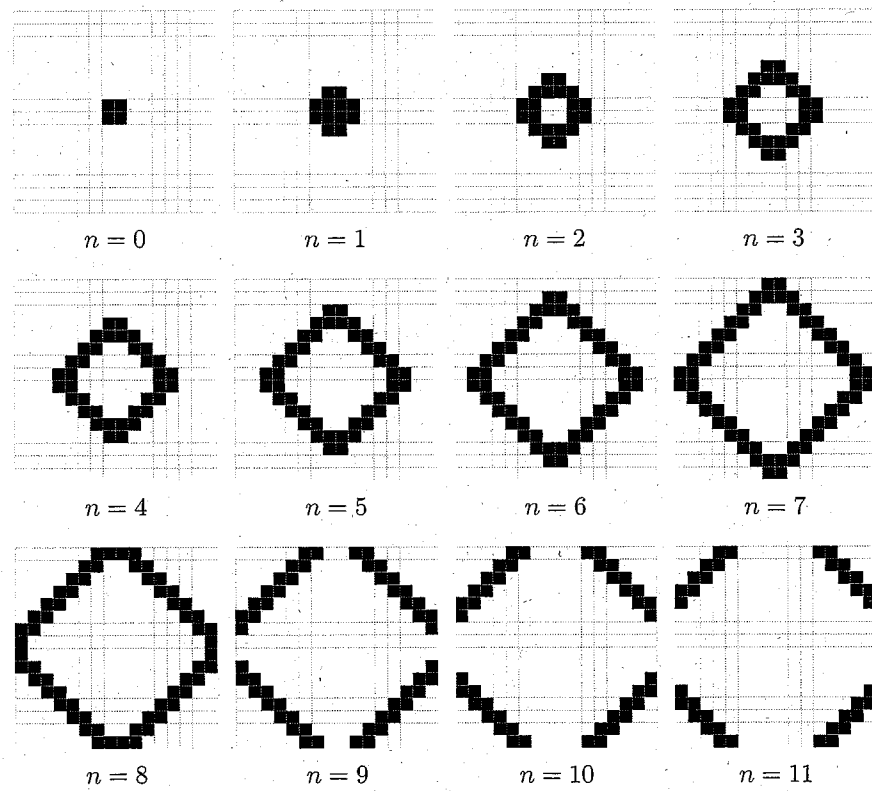 n = 0 n = 1 n = 2 n = 3
n = 4 n = 5 n = 6 n = 7
n = 8 n = 9 n = 10 n = 11